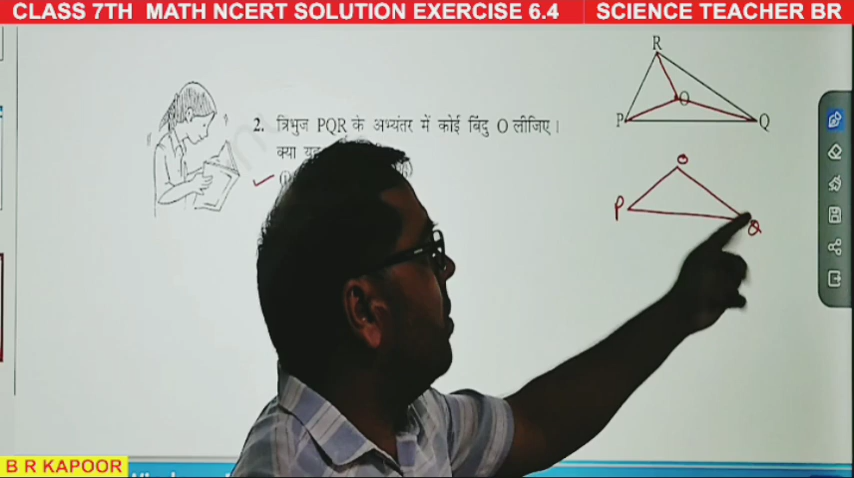 CLASS 7TH MATH NCERT SOLUTION EXERCISE 6.4 SCIENCE TEACHER BR
R
O
P
Q
2. त्रिभुज PQR के अभ्यंतर में कोई बिंदु O लीजिए।
क्या
O
P
Q
B R KAPOOR